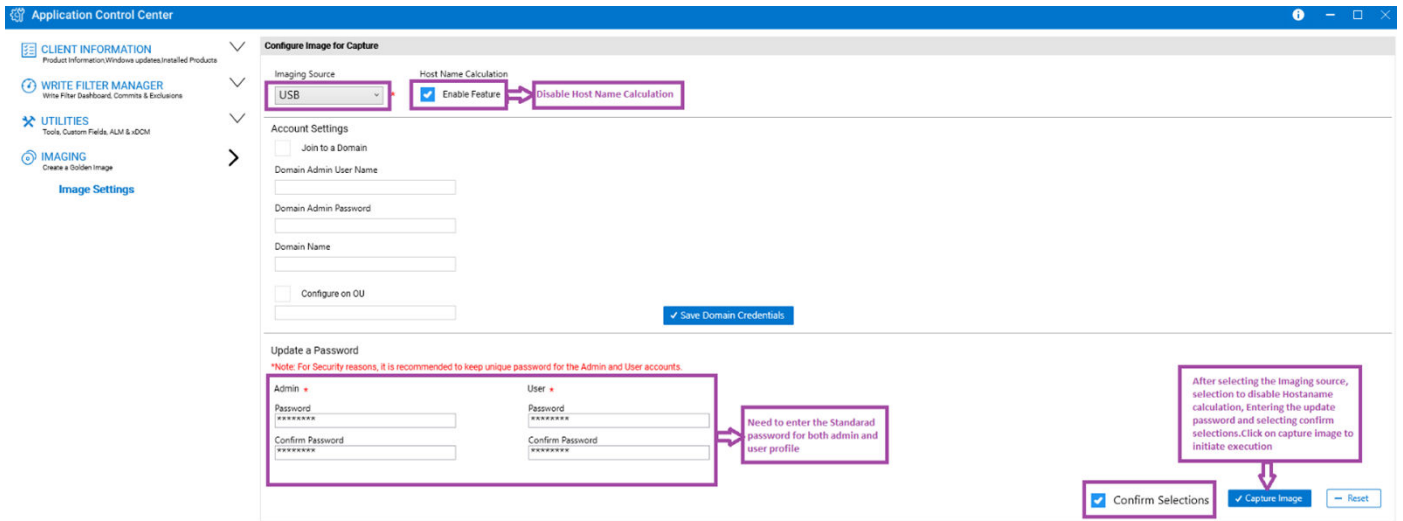 Application Control Center
CLIENT INFORMATION
Product Information,Windows updates,Installed Products
WRITE FILTER MANAGER
Write Filter Dashboard, Commits & Exclusions
UTILITIES
Tools, Custom Fields, ALM & xDCM
IMAGING
Create a Golden Image
Image Settings
Configure Image for Capture
Imaging Source
Host Name Calculation
USB
*
Enable Feature
Disable Host Name Calculation
Account Settings
Join to a Domain
Domain Admin User Name
Domain Admin Password
Domain Name
Configure on OU
✓ Save Domain Credentials
Update a Password
*Note: For Security reasons, it is recommended to keep unique password for the Admin and User accounts.
Admin *
User *
Password
Password
********
********
Confirm Password
Confirm Password
********
********
Need to enter the Standarad
password for both admin and
user profile
After selecting the Imaging source,
selection to disable Hostaname
calculation, Entering the update
password and selecting confirm
selections.Click on capture image to
initiate execution
Confirm Selections
✓ Capture Image
— Reset